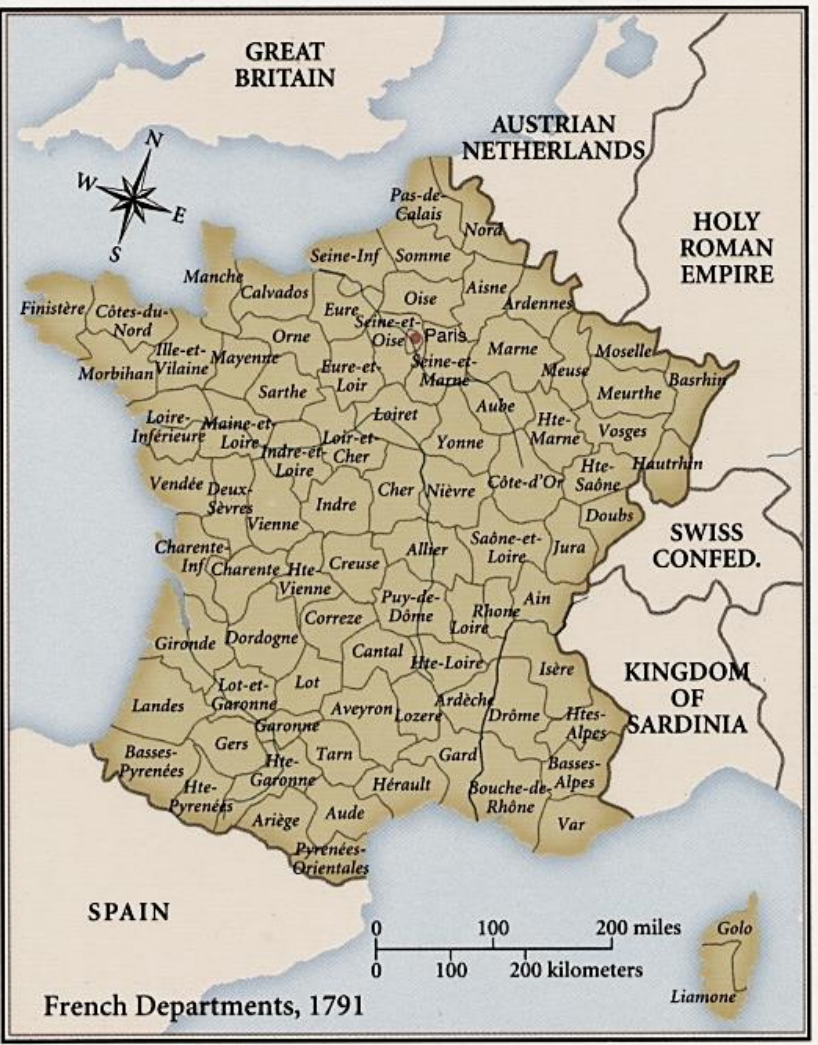 GREAT
BRITAIN
AUSTRIAN
NETHERLANDS
HOLY
ROMAN
EMPIRE
N
W
E
S
Pas-de-
Calais
Nord
Seine-Inf
Somme
Manche
Calvados
Eure
Oise
Aisne
Ardennes
Finistère
Côtes-du-
Nord
Orne
Seine-et-
Oise
Paris
Marne
Moselle
Ille-et-
Vilaine
Mayenne
Eure-et-
Loir
Seine-et-
Marne
Meuse
Morbihan
Sarthe
Meurthe
Basrhin
Loire-
Inférieure
Maine-et-
Loire
Loiret
Aube
Hte-
Marne
Vosges
Indre-et-
Loire
Loir-et-
Cher
Yonne
Vendée
Deux-
Sèvres
Indre
Cher
Nièvre
Côte-d'Or
Hte-
Saône
Hautrhin
Vienne
Doubs
SWISS
CONFED.
Charente-
Inf
Charente
Hte-
Vienne
Creuse
Allier
Saône-et-
Loire
Jura
Correze
Puy-de-
Dôme
Rhone
Loire
Ain
Gironde
Dordogne
Cantal
Hte-Loire
Isère
KINGDOM
OF
SARDINIA
Landes
Lot-et-
Garonne
Lot
Aveyron
Lozere
Ardèche
Drôme
Htes-
Alpes
Garonne
Basses-
Pyrenées
Gers
Hte-
Garonne
Tarn
Gard
Basses-
Alpes
Hte-
Pyrenées
Hérault
Bouche-de-
Rhône
Ariège
Aude
Var
Pyrenées-
Orientales
SPAIN
0 100 200 miles
0 100 200 kilometers
Golo
Liamone
French Departments, 1791